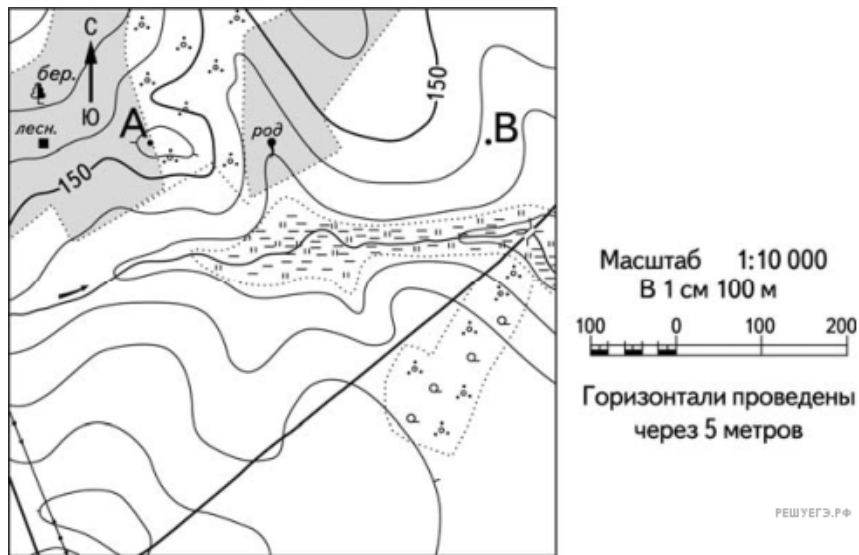 С
бер.
Ю
лесн.
А
род
В
150
150
Масштаб 1:10 000
В 1 см 100 м
100 0 100 200
Горизонтали проведены
через 5 метров
РЕШУЕГЭ.РФ